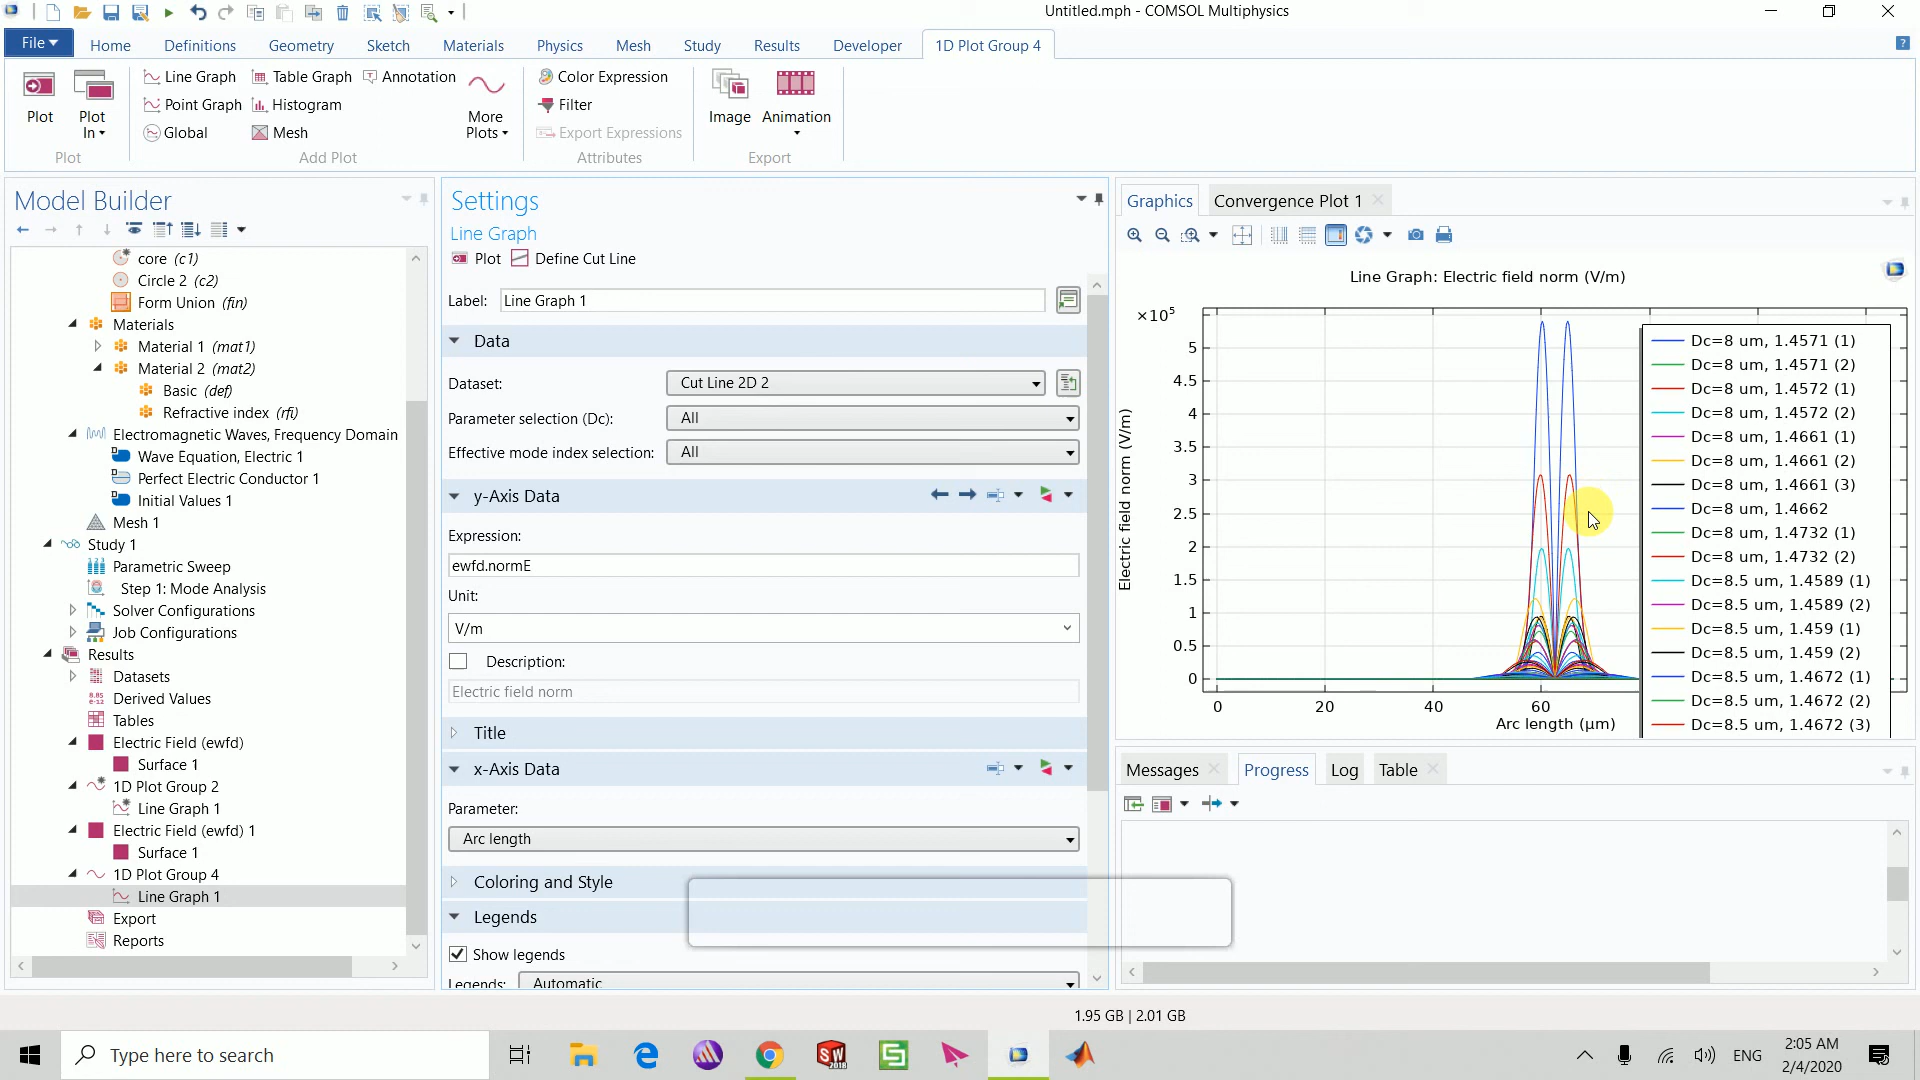 Untitled.mph - COMSOL Multiphysics
File
Home
Definitions
Geometry
Sketch
Materials
Physics
Mesh
Study
Results
Developer
1D Plot Group 4
Plot
Plot In
Plot
Line Graph
Point Graph
Global
Table Graph
Histogram
Mesh
Annotation
More Plots
Add Plot
Color Expression
Filter
Export Expressions
Attributes
Image
Animation
Export
Model Builder
core (c1)
Circle 2 (c2)
Form Union (fin)
Materials
Material 1 (mat1)
Material 2 (mat2)
Basic (def)
Refractive index (rfi)
Electromagnetic Waves, Frequency Domain
Wave Equation, Electric 1
Perfect Electric Conductor 1
Initial Values 1
Mesh 1
Study 1
Parametric Sweep
Step 1: Mode Analysis
Solver Configurations
Job Configurations
Results
Datasets
8.85
e-12
Derived Values
Tables
Electric Field (ewfd)
Surface 1
1D Plot Group 2
Line Graph 1
Electric Field (ewfd) 1
Surface 1
1D Plot Group 4
Line Graph 1
Export
Reports
Settings
Line Graph
Plot
Define Cut Line
Label: Line Graph 1
Data
Dataset: Cut Line 2D 2
Parameter selection (Dc): All
Effective mode index selection: All
y-Axis Data
Expression:
ewfd.normE
Unit:
V/m
Description:
Electric field norm
Title
x-Axis Data
Parameter:
Arc length
Coloring and Style
Legends
Show legends
Legends: Automatic
Graphics
Convergence Plot 1
Line Graph: Electric field norm (V/m)
×10⁵
5
4.5
4
3.5
3
2.5
2
1.5
1
0.5
0
Electric field norm (V/m)
0 20 40 60
Arc length (µm)
Dc=8 um, 1.4571 (1)
Dc=8 um, 1.4571 (2)
Dc=8 um, 1.4572 (1)
Dc=8 um, 1.4572 (2)
Dc=8 um, 1.4661 (1)
Dc=8 um, 1.4661 (2)
Dc=8 um, 1.4661 (3)
Dc=8 um, 1.4662
Dc=8 um, 1.4732 (1)
Dc=8 um, 1.4732 (2)
Dc=8.5 um, 1.4589 (1)
Dc=8.5 um, 1.4589 (2)
Dc=8.5 um, 1.459 (1)
Dc=8.5 um, 1.459 (2)
Dc=8.5 um, 1.4672 (1)
Dc=8.5 um, 1.4672 (2)
Dc=8.5 um, 1.4672 (3)
Messages
Progress
Log
Table
1.95 GB | 2.01 GB
Type here to search
SW
2018
ENG
2:05 AM
2/4/2020